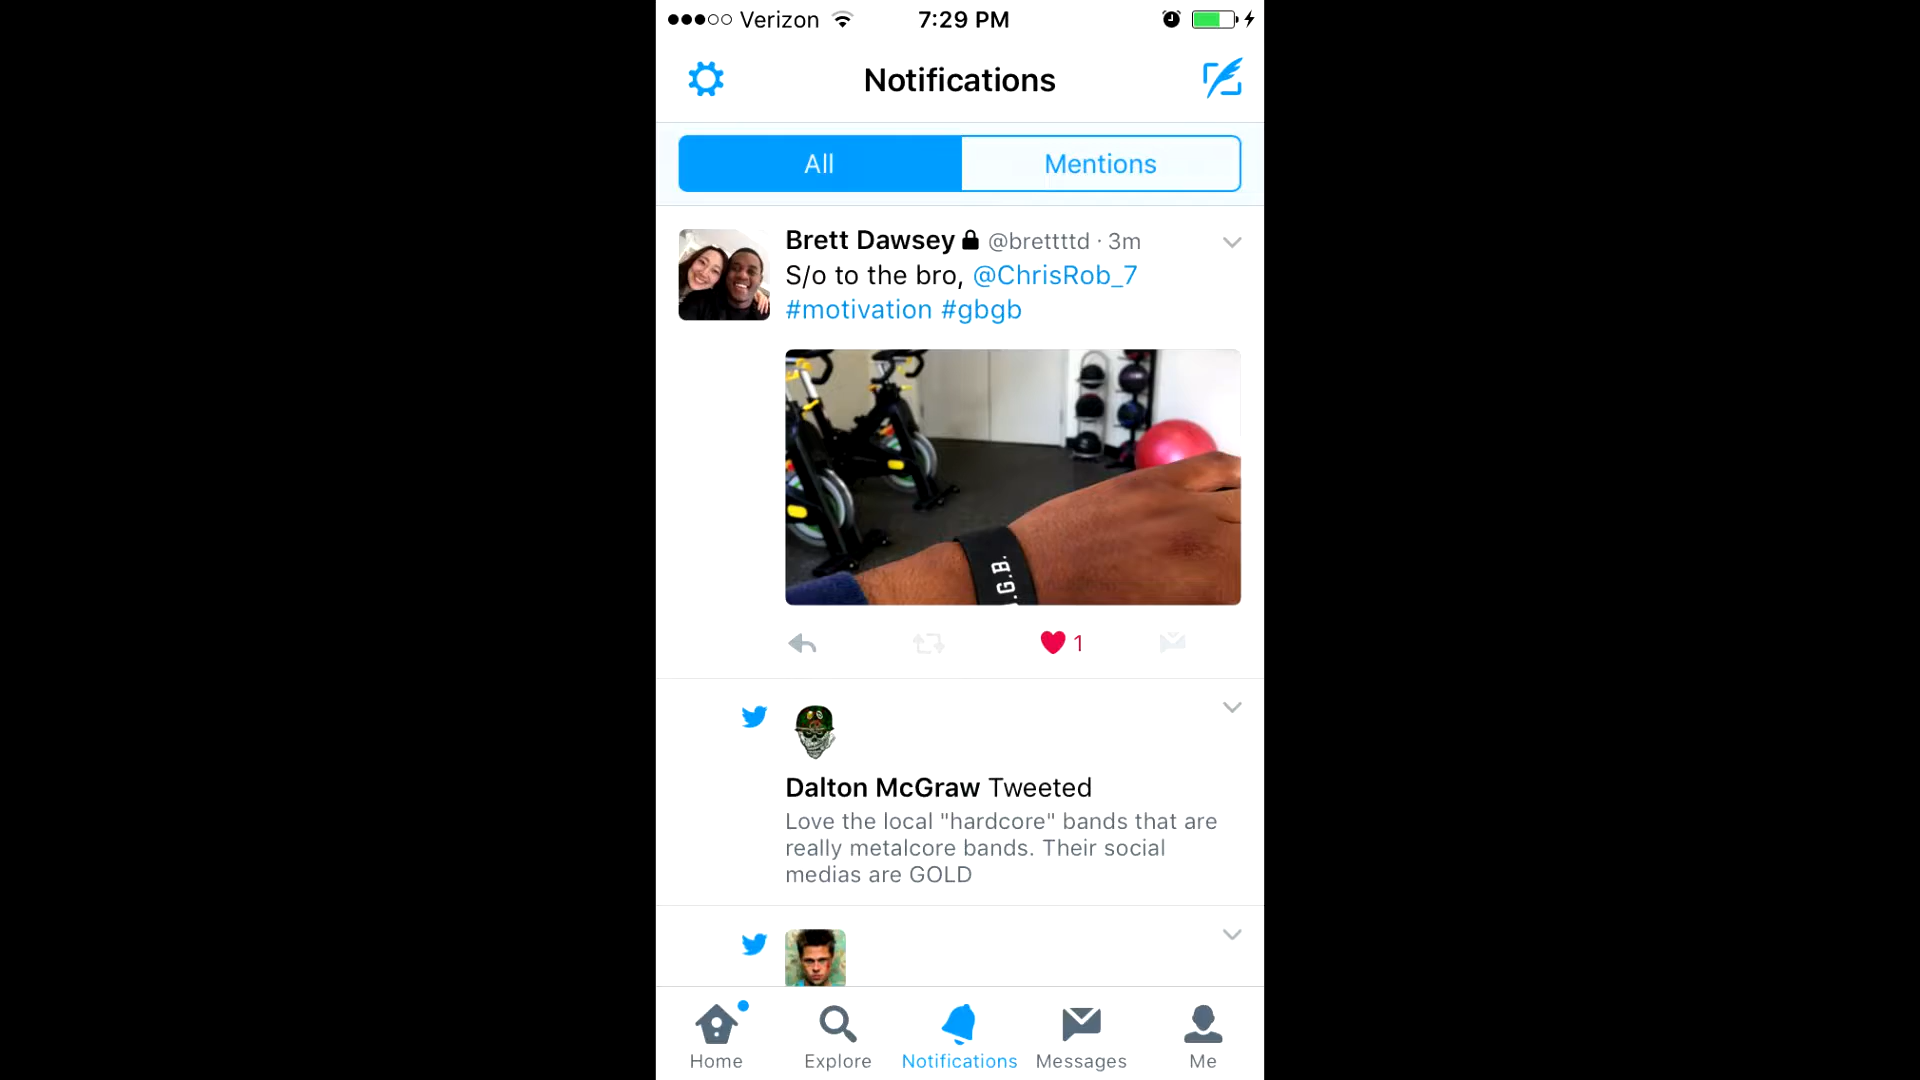 Verizon 7:29 PM
Notifications
All Mentions
Brett Dawsey @brettttd · 3m
S/o to the bro, @ChrisRob_7
#motivation #gbgb
.G.B.
1
Dalton McGraw Tweeted
Love the local "hardcore" bands that are
really metalcore bands. Their social
medias are GOLD
Home Explore Notifications Messages Me